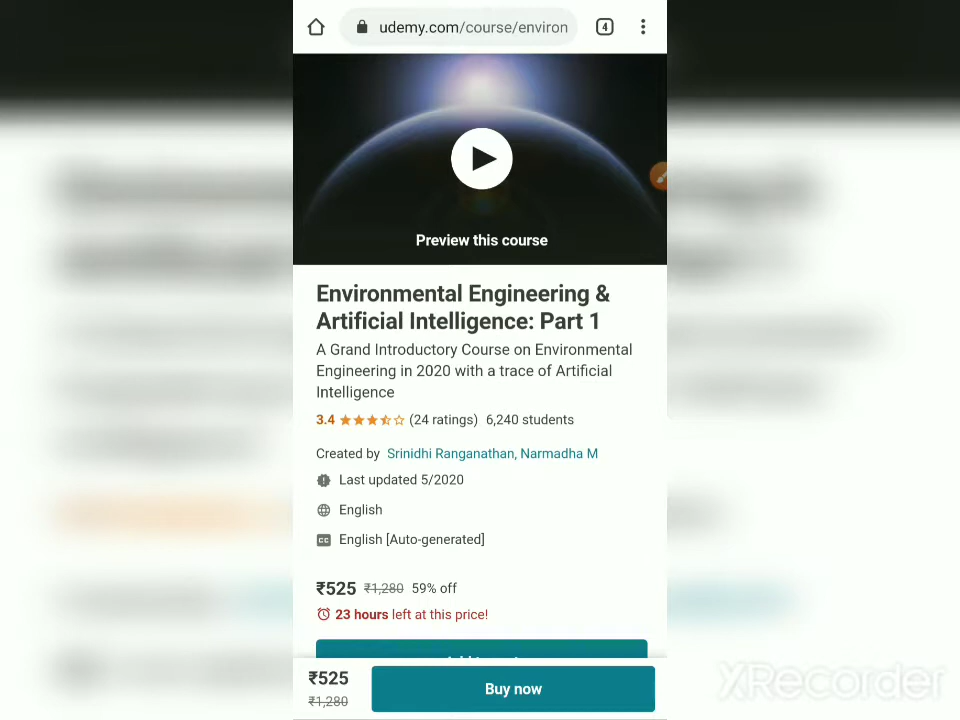 udemy.com/course/environ
4
Preview this course
Environmental Engineering &
Artificial Intelligence: Part 1
A Grand Introductory Course on Environmental
Engineering in 2020 with a trace of Artificial
Intelligence
3.4 (24 ratings) 6,240 students
Created by Srinidhi Ranganathan, Narmadha M
Last updated 5/2020
English
CC English [Auto-generated]
₹525 ₹1,280 59% off
23 hours left at this price!
₹525
₹1,280
Buy now
XRecorder